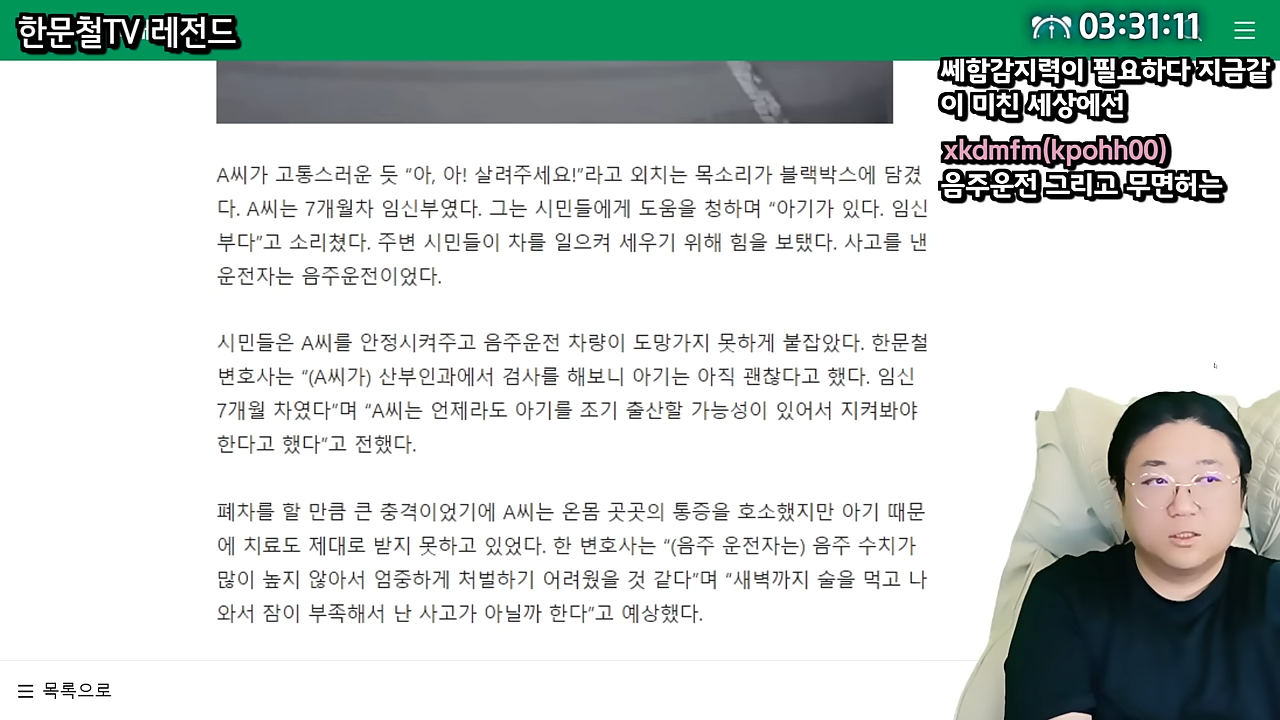 한문철TV 레전드
03:31:11
쎄함감지력이 필요하다 지금같
이 미친 세상에선
xkdmfm(kpohh00)
음주운전 그리고 무면허는
A씨가 고통스러운 듯 “아, 아! 살려주세요!”라고 외치는 목소리가 블랙박스에 담겼
다. A씨는 7개월차 임신부였다. 그는 시민들에게 도움을 청하며 “아기가 있다. 임신
부다”고 소리쳤다. 주변 시민들이 차를 일으켜 세우기 위해 힘을 보탰다. 사고를 낸
운전자는 음주운전이었다.
시민들은 A씨를 안정시켜주고 음주운전 차량이 도망가지 못하게 붙잡았다. 한문철
변호사는 “(A씨가) 산부인과에서 검사를 해보니 아기는 아직 괜찮다고 했다. 임신
7개월 차였다”며 “A씨는 언제라도 아기를 조기 출산할 가능성이 있어서 지켜봐야
한다고 했다”고 전했다.
폐차를 할 만큼 큰 충격이었기에 A씨는 온몸 곳곳의 통증을 호소했지만 아기 때문
에 치료도 제대로 받지 못하고 있었다. 한 변호사는 “(음주 운전자는) 음주 수치가
많이 높지 않아서 엄중하게 처벌하기 어려웠을 것 같다”며 “새벽까지 술을 먹고 나
와서 잠이 부족해서 난 사고가 아닐까 한다”고 예상했다.
목록으로